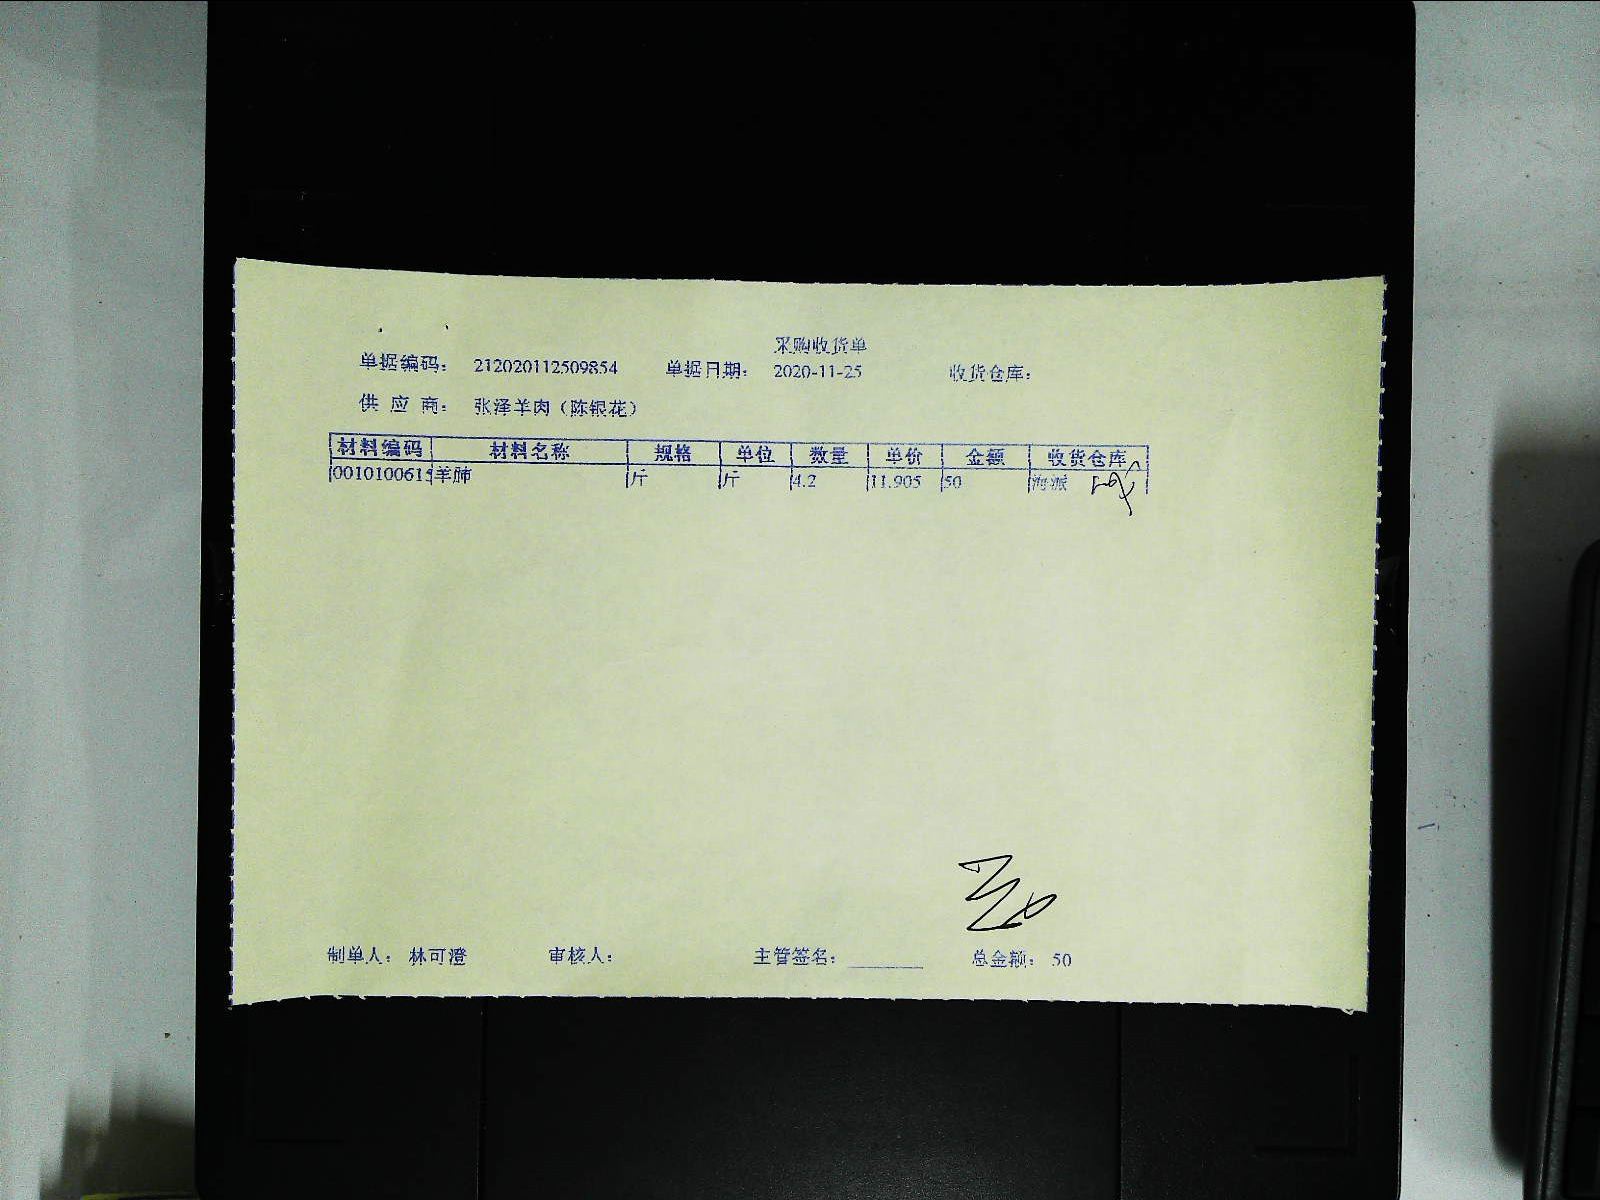 采购收货单
单据编码： 212020112509854 单据日期： 2020-11-25 收货仓库：
供 应 商： 张泽羊肉（陈银花）
材料编码 材料名称 规格 单位 数量 单价 金额 收货仓库
0010100615 羊肺 斤 斤 4.2 11.905 50 海派
制单人： 林可澄 审核人： 主管签名： 总金额： 50